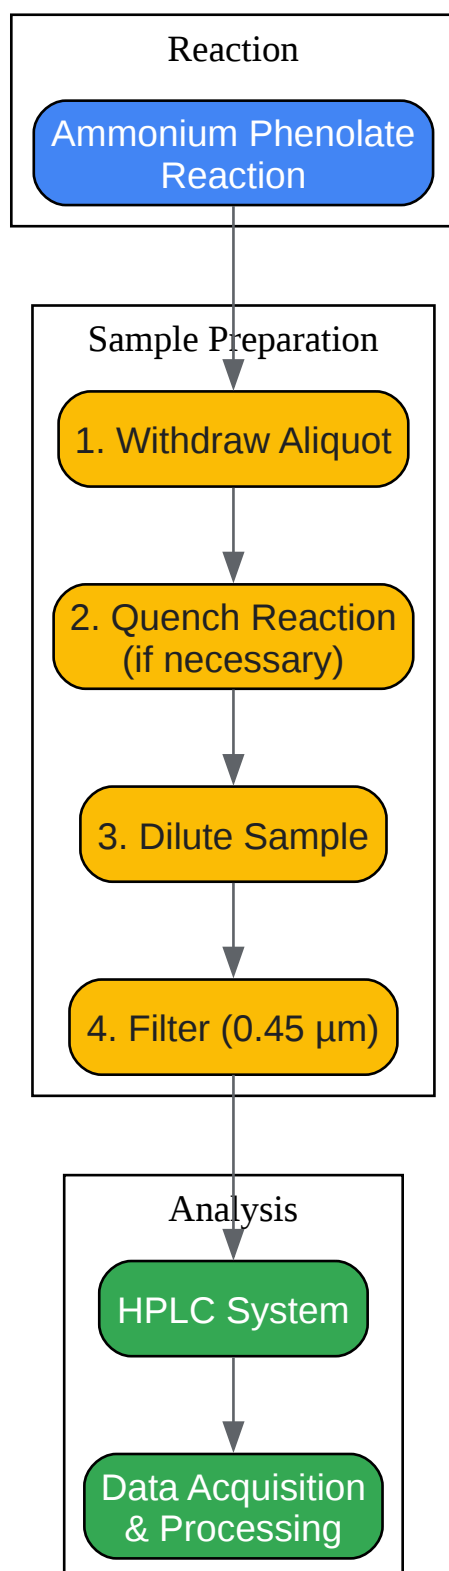 Reaction
Ammonium Phenolate
Reaction
Sample Preparation
1. Withdraw Aliquot
2. Quench Reaction
(if necessary)
3. Dilute Sample
4. Filter (0.45 µm)
Analysis
HPLC System
Data Acquisition
& Processing